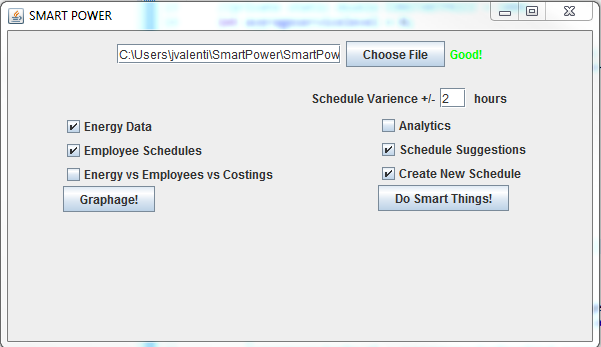 SMART POWER
C:\Users\jvalenti\SmartPower\SmartPow Choose File Good!
Schedule Varience +/- 2 hours
Energy Data Analytics
Employee Schedules Schedule Suggestions
Energy vs Employees vs Costings Create New Schedule
Graphage! Do Smart Things!